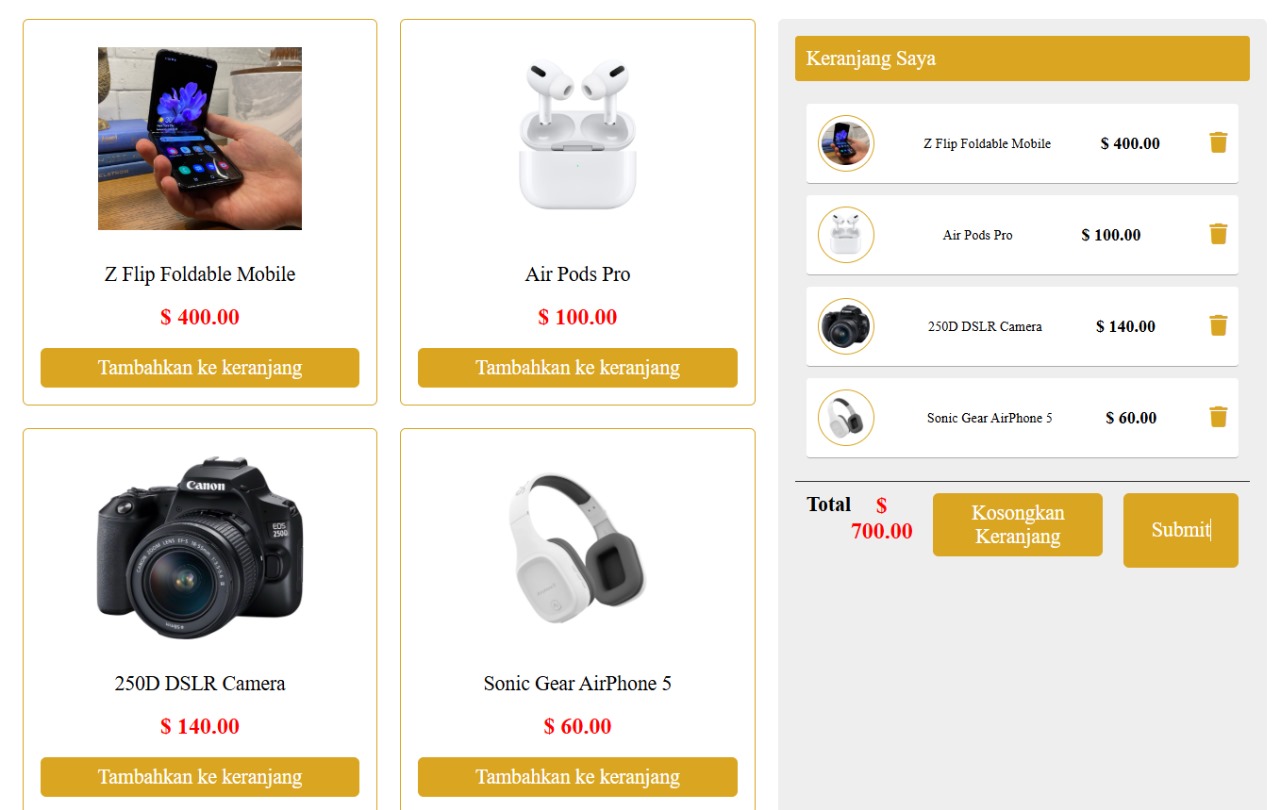 Z Flip Foldable Mobile
$ 400.00
Tambahkan ke keranjang
Air Pods Pro
$ 100.00
Tambahkan ke keranjang
Canon
EOS
250D
250D DSLR Camera
$ 140.00
Tambahkan ke keranjang
Sonic Gear AirPhone 5
$ 60.00
Tambahkan ke keranjang
Keranjang Saya
Z Flip Foldable Mobile $ 400.00
Air Pods Pro $ 100.00
250D DSLR Camera $ 140.00
Sonic Gear AirPhone 5 $ 60.00
Total $
700.00
Kosongkan
Keranjang
Submit